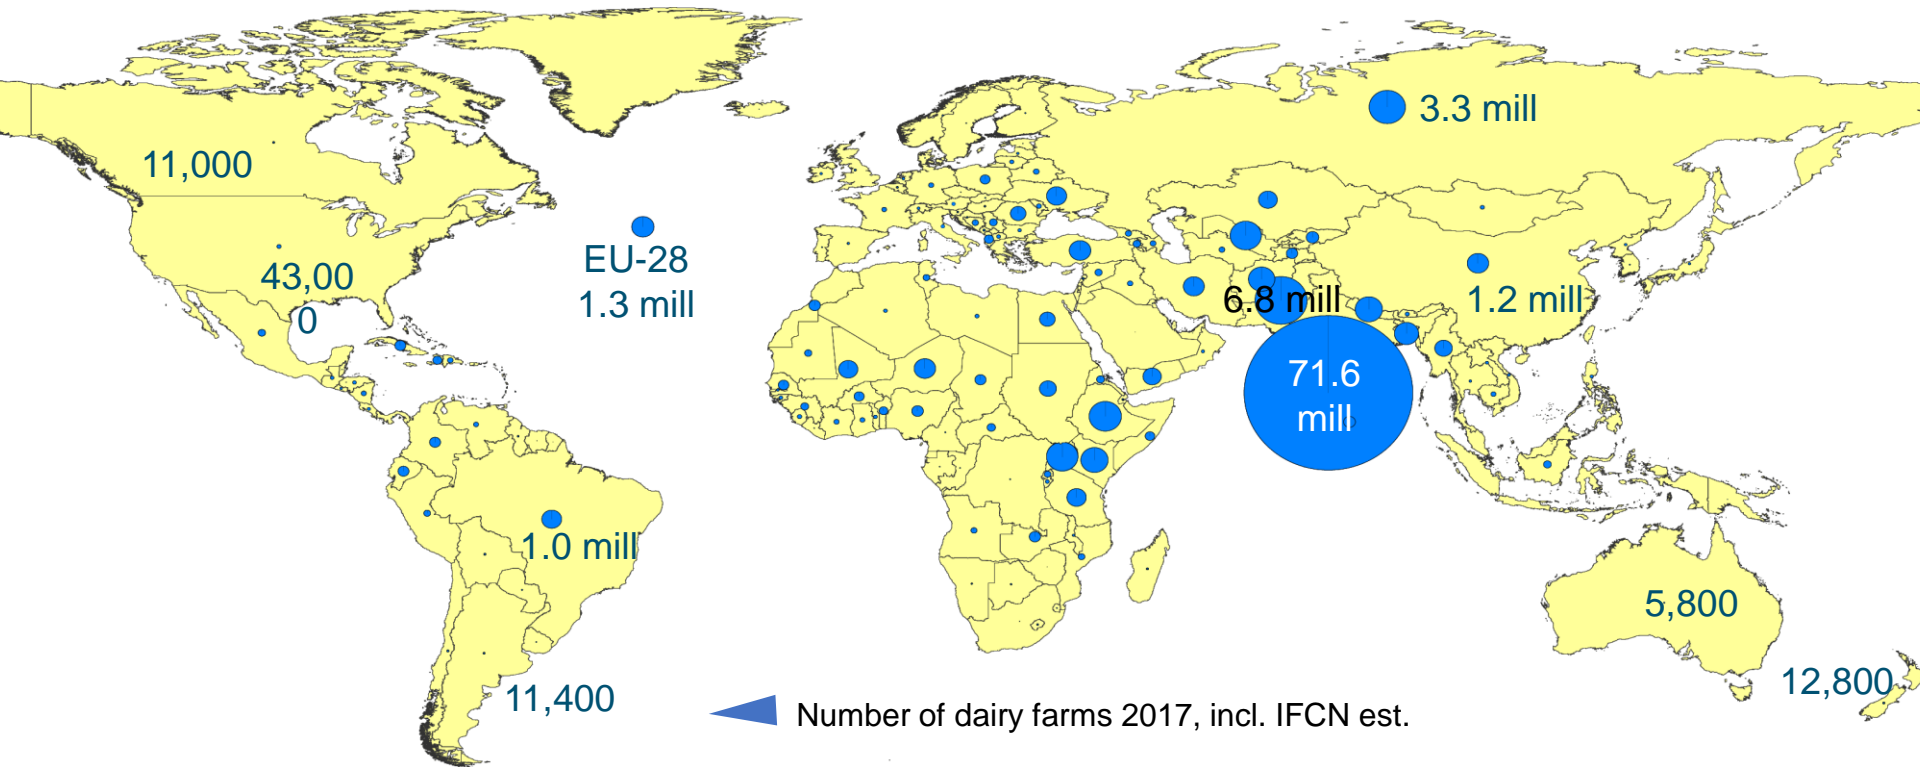 3.3 mill
11,000
EU-28
1.3 mill
43,00
0
6.8 mill
1.2 mill
71.6
mill
1.0 mill
5,800
12,800
11,400
Number of dairy farms 2017, incl. IFCN est.